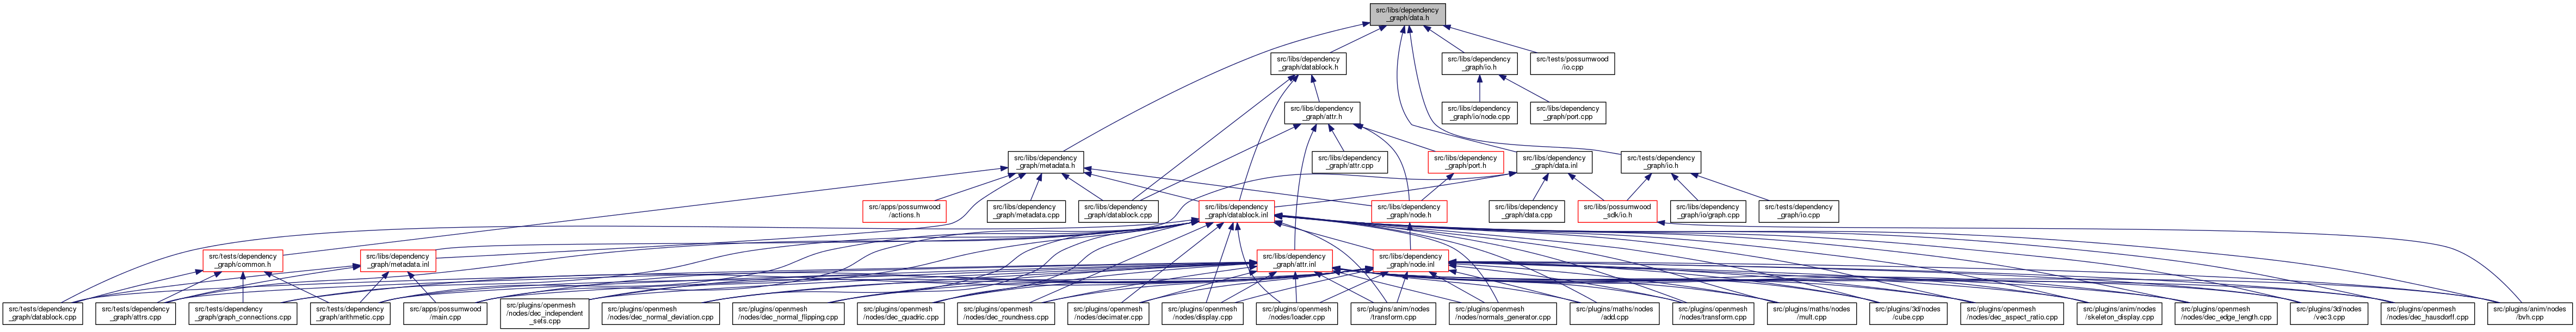 src/libs/dependency
_graph/data.h
src/libs/dependency
_graph/datablock.h
src/libs/dependency
_graph/io.h
src/tests/possumwood
/io.cpp
src/libs/dependency
_graph/attr.h
src/libs/dependency
_graph/io/node.cpp
src/libs/dependency
_graph/port.cpp
src/libs/dependency
_graph/metadata.h
src/libs/dependency
_graph/attr.cpp
src/libs/dependency
_graph/port.h
src/libs/dependency
_graph/data.inl
src/tests/dependency
_graph/io.h
src/apps/possumwood
/actions.h
src/libs/dependency
_graph/metadata.cpp
src/libs/dependency
_graph/datablock.cpp
src/libs/dependency
_graph/datablock.inl
src/libs/dependency
_graph/node.h
src/libs/dependency
_graph/data.cpp
src/libs/possumwood
_sdk/io.h
src/libs/dependency
_graph/io/graph.cpp
src/tests/dependency
_graph/io.cpp
src/tests/dependency
_graph/common.h
src/libs/dependency
_graph/metadata.inl
src/libs/dependency
_graph/attr.inl
src/libs/dependency
_graph/node.inl
src/tests/dependency
_graph/datablock.cpp
src/tests/dependency
_graph/attrs.cpp
src/tests/dependency
_graph/graph_connections.cpp
src/tests/dependency
_graph/arithmetic.cpp
src/apps/possumwood
/main.cpp
src/plugins/openmesh
/nodes/dec_independent
_sets.cpp
src/plugins/openmesh
/nodes/dec_normal_deviation.cpp
src/plugins/openmesh
/nodes/dec_normal_flipping.cpp
src/plugins/openmesh
/nodes/dec_quadric.cpp
src/plugins/openmesh
/nodes/dec_roundness.cpp
src/plugins/openmesh
/nodes/decimater.cpp
src/plugins/openmesh
/nodes/display.cpp
src/plugins/openmesh
/nodes/loader.cpp
src/plugins/anim/nodes
/transform.cpp
src/plugins/openmesh
/nodes/normals_generator.cpp
src/plugins/maths/nodes
/add.cpp
src/plugins/openmesh
/nodes/transform.cpp
src/plugins/maths/nodes
/mult.cpp
src/plugins/3d/nodes
/cube.cpp
src/plugins/openmesh
/nodes/dec_aspect_ratio.cpp
src/plugins/anim/nodes
/skeleton_display.cpp
src/plugins/openmesh
/nodes/dec_edge_length.cpp
src/plugins/3d/nodes
/vec3.cpp
src/plugins/openmesh
/nodes/dec_hausdorff.cpp
src/plugins/anim/nodes
/bvh.cpp